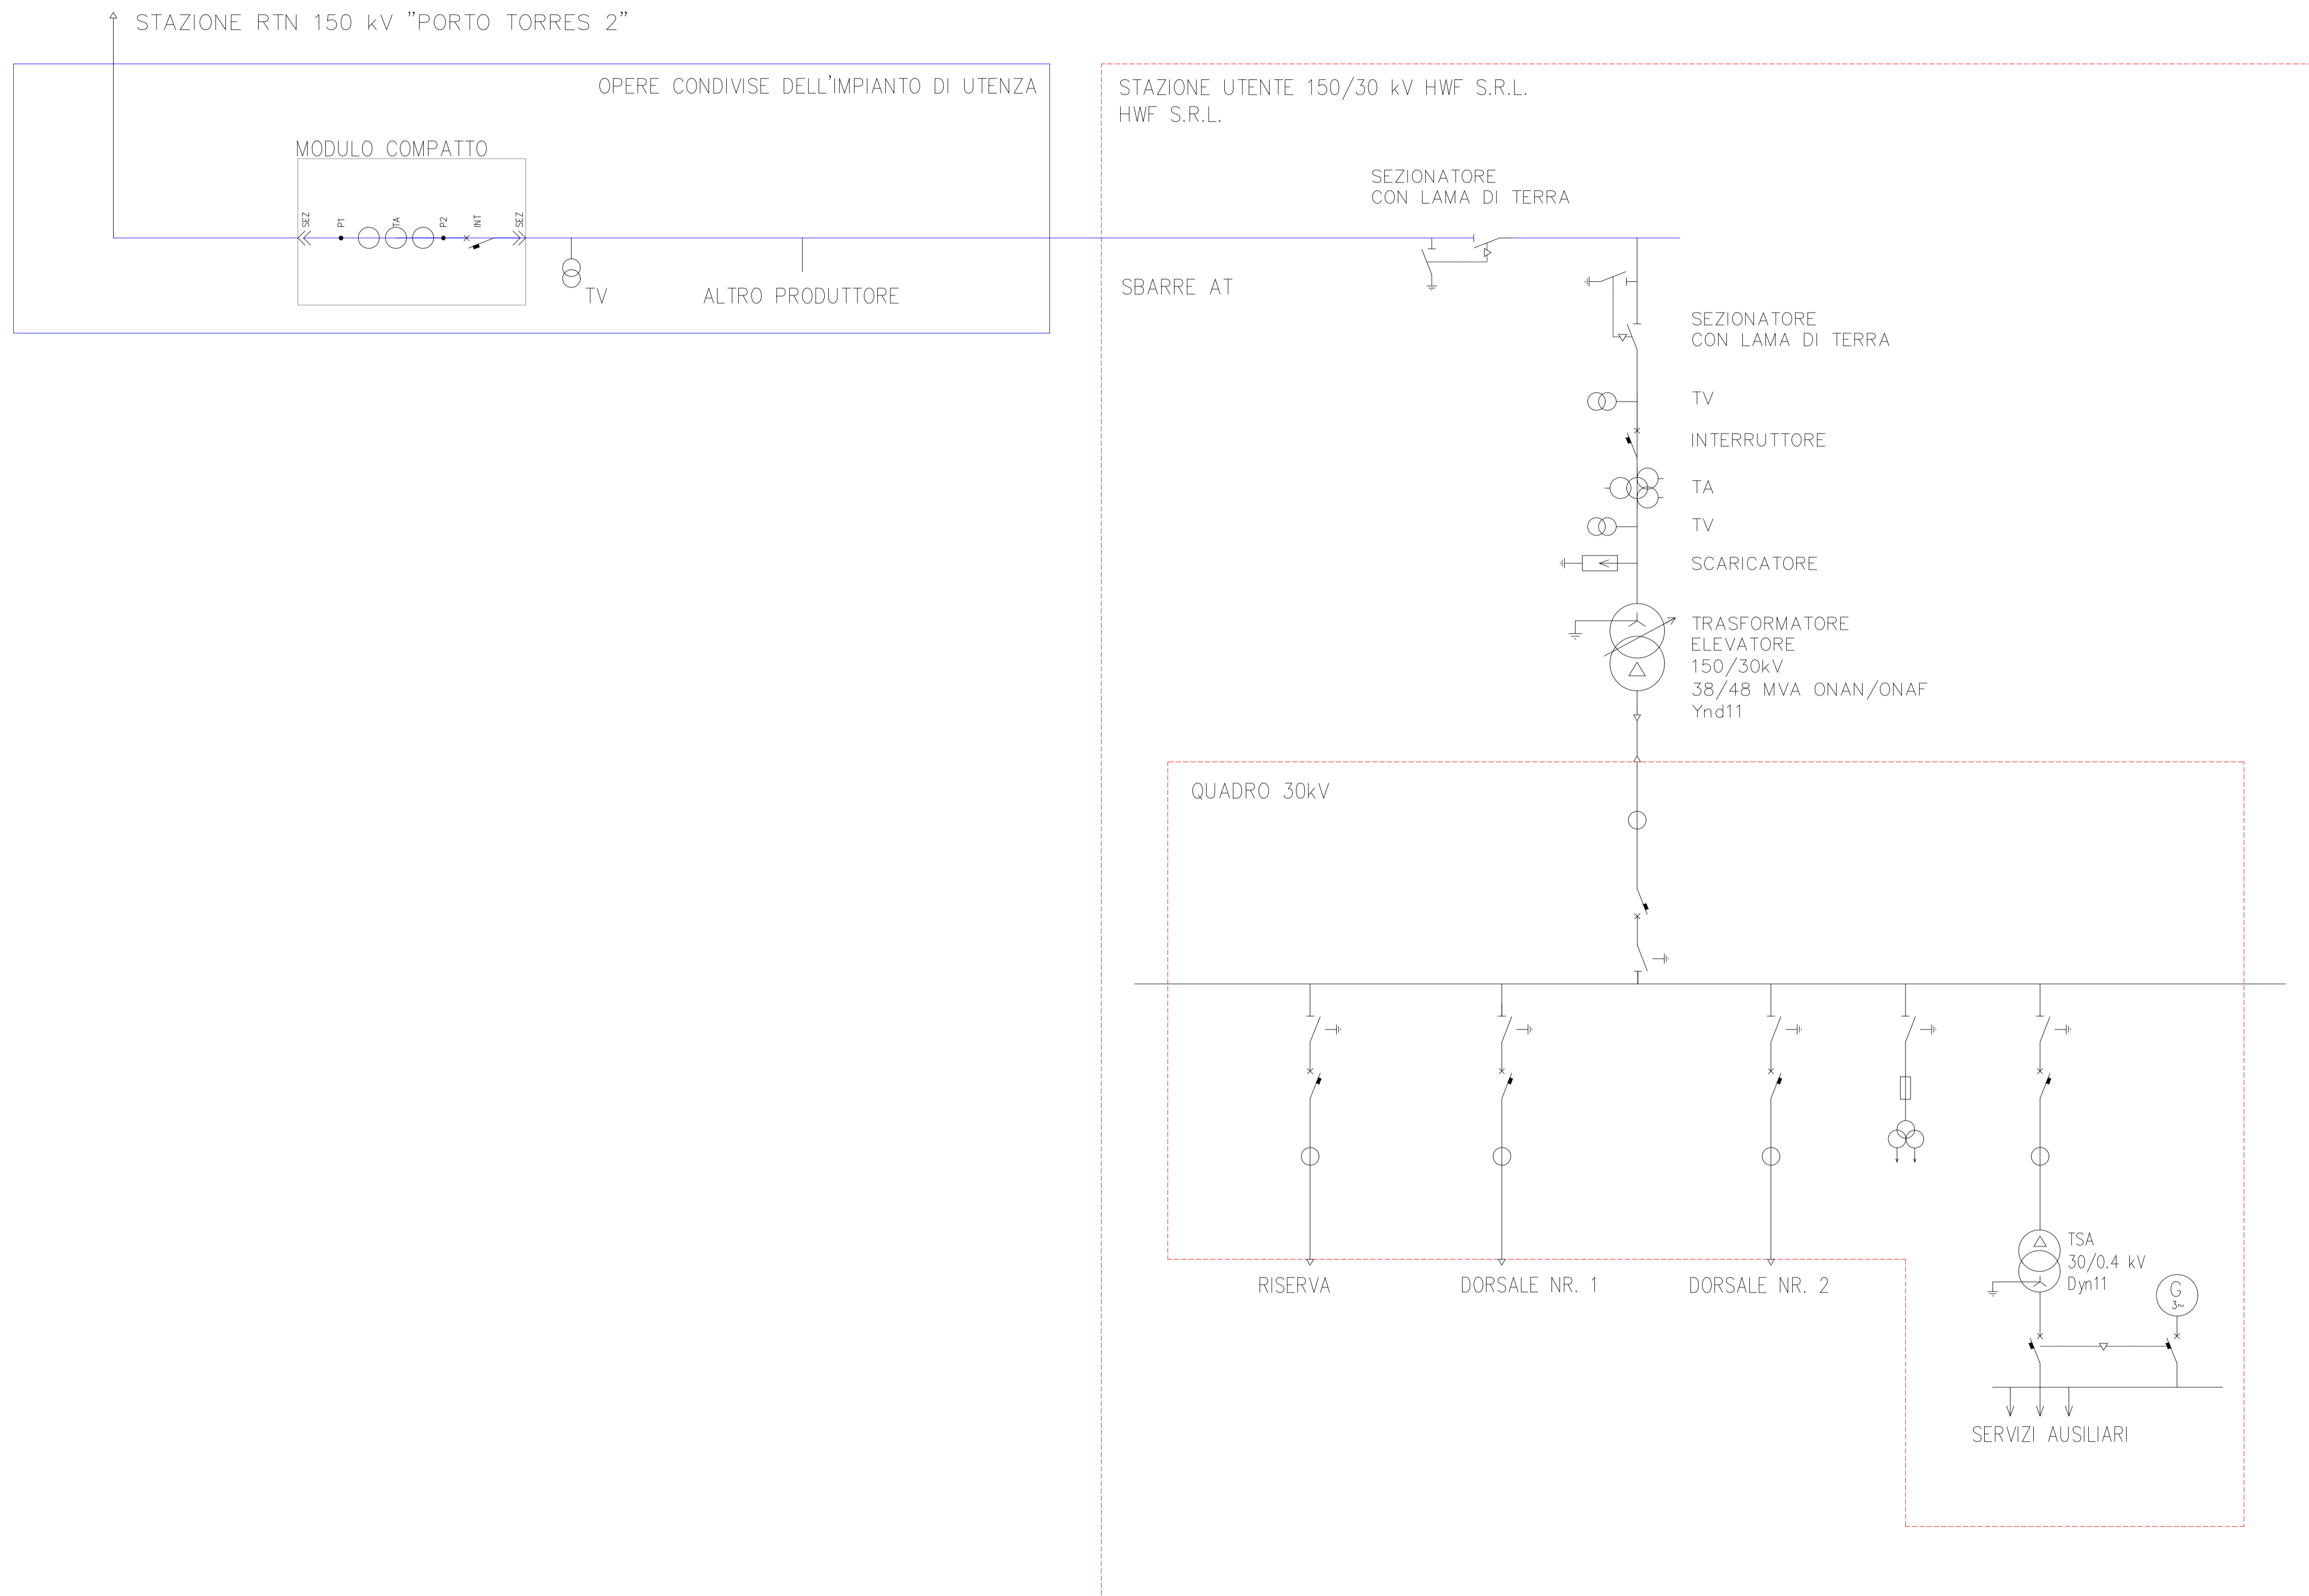 STAZIONE RTN 150 kV "PORTO TORRES 2"
OPERE CONDIVISE DELL'IMPIANTO DI UTENZA
MODULO COMPATTO
SEZ
P1
TA
P2
INT
SEZ
TV
ALTRO PRODUTTORE
STAZIONE UTENTE 150/30 kV HWF S.R.L.
HWF S.R.L.
SEZIONATORE
CON LAMA DI TERRA
SBARRE AT
SEZIONATORE
CON LAMA DI TERRA
TV
INTERRUTTORE
TA
TV
SCARICATORE
TRASFORMATORE
ELEVATORE
150/30kV
38/48 MVA ONAN/ONAF
Ynd11
QUADRO 30kV
RISERVA
DORSALE NR. 1
DORSALE NR. 2
TSA
30/0.4 kV
Dyn11
G
3~
SERVIZI AUSILIARI